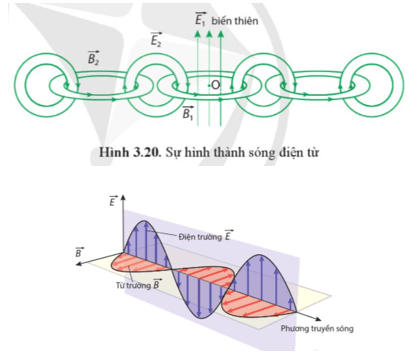 E₁ biến thiên
E₂
B₂
O
B₁
Hình 3.20. Sự hình thành sóng điện từ
E
Điện trường E
B
Từ trường B
Phương truyền sóng